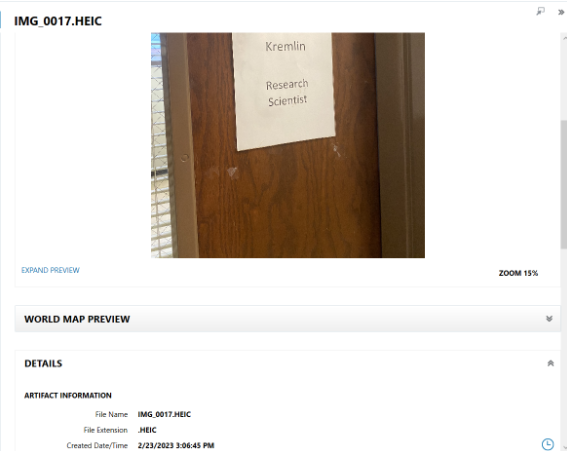 IMG_0017.HEIC
Kremlin
Research
Scientist
EXPAND PREVIEW
ZOOM 15%
WORLD MAP PREVIEW
DETAILS
ARTIFACT INFORMATION
File Name IMG_0017.HEIC
File Extension .HEIC
Created Date/Time 2/23/2023 3:06:45 PM